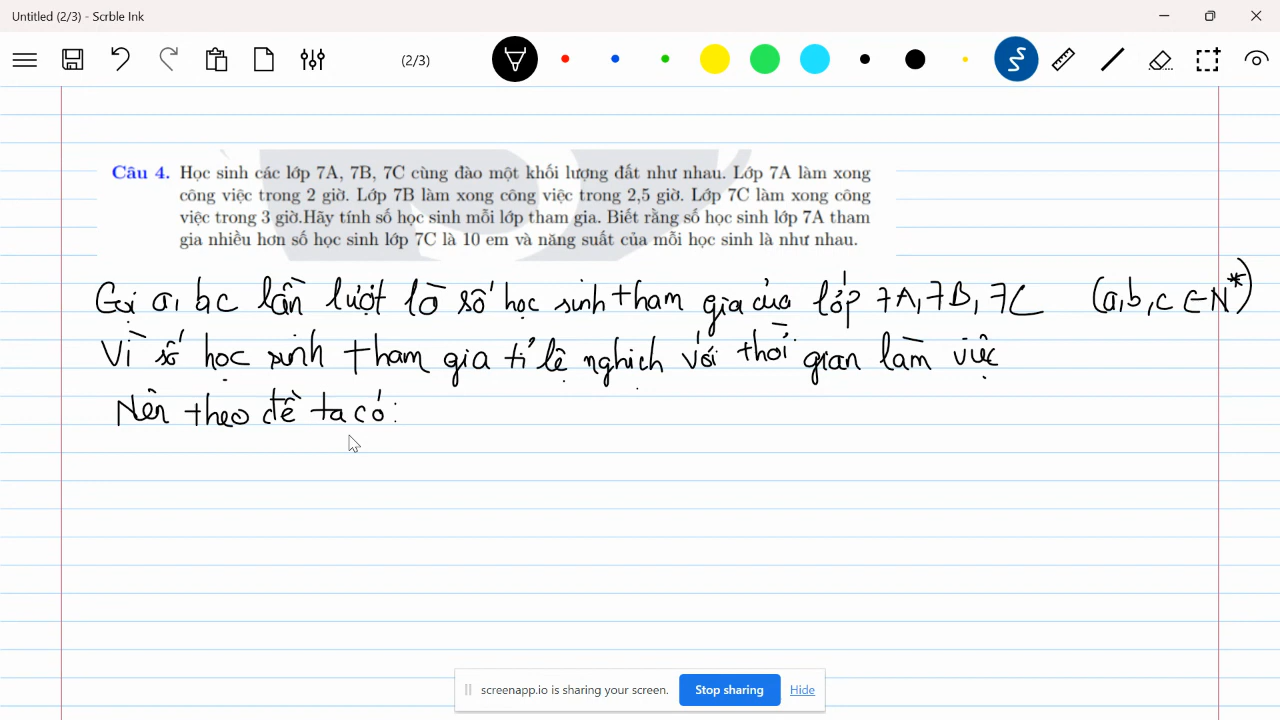 Untitled (2/3) - Scrble Ink
(2/3)
Câu 4. Học sinh các lớp 7A, 7B, 7C cùng đào một khối lượng đất như nhau. Lớp 7A làm xong
công việc trong 2 giờ. Lớp 7B làm xong công việc trong 2,5 giờ. Lớp 7C làm xong công
việc trong 3 giờ.Hãy tính số học sinh mỗi lớp tham gia. Biết rằng số học sinh lớp 7A tham
gia nhiều hơn số học sinh lớp 7C là 10 em và năng suất của mỗi học sinh là như nhau.
Gọi a, b c lần lượt là số học sinh tham gia của lớp 7A, 7B, 7C (a, b, c ∈ N*)
Vì số học sinh tham gia tỉ lệ nghịch với thời gian làm việc
Nên theo đề ta có:
screenapp.io is sharing your screen. Stop sharing Hide